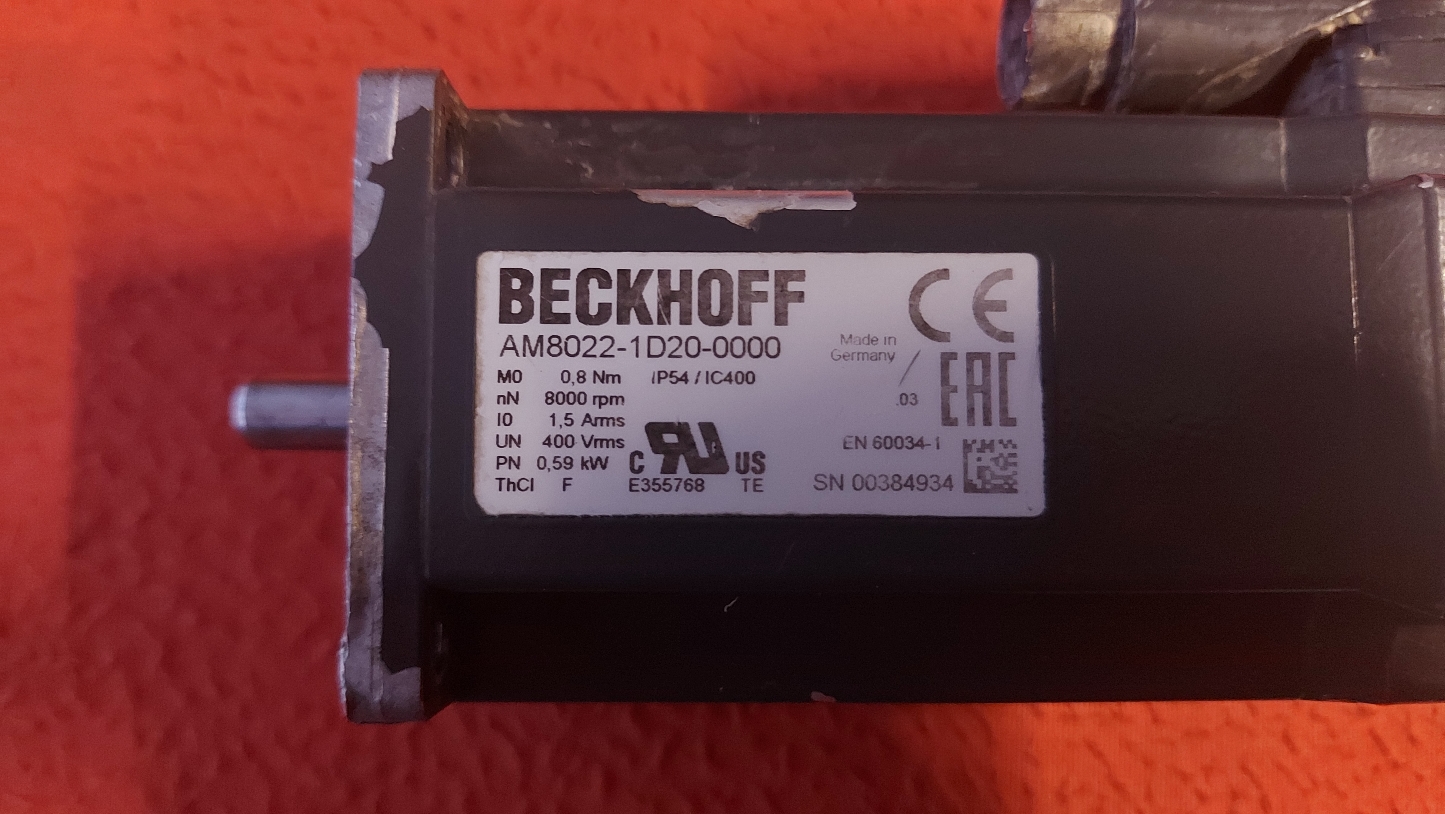 BECKHOFF
CE
AM8022-1D20-0000
Made in
Germany
EAC
M0 0,8 Nm IP54 / IC400
nN 8000 rpm
.03
I0 1,5 Arms
UN 400 Vrms
EN 60034-1
PN 0,59 kW
C RU US
ThCl F E355768 TE
SN 00384934